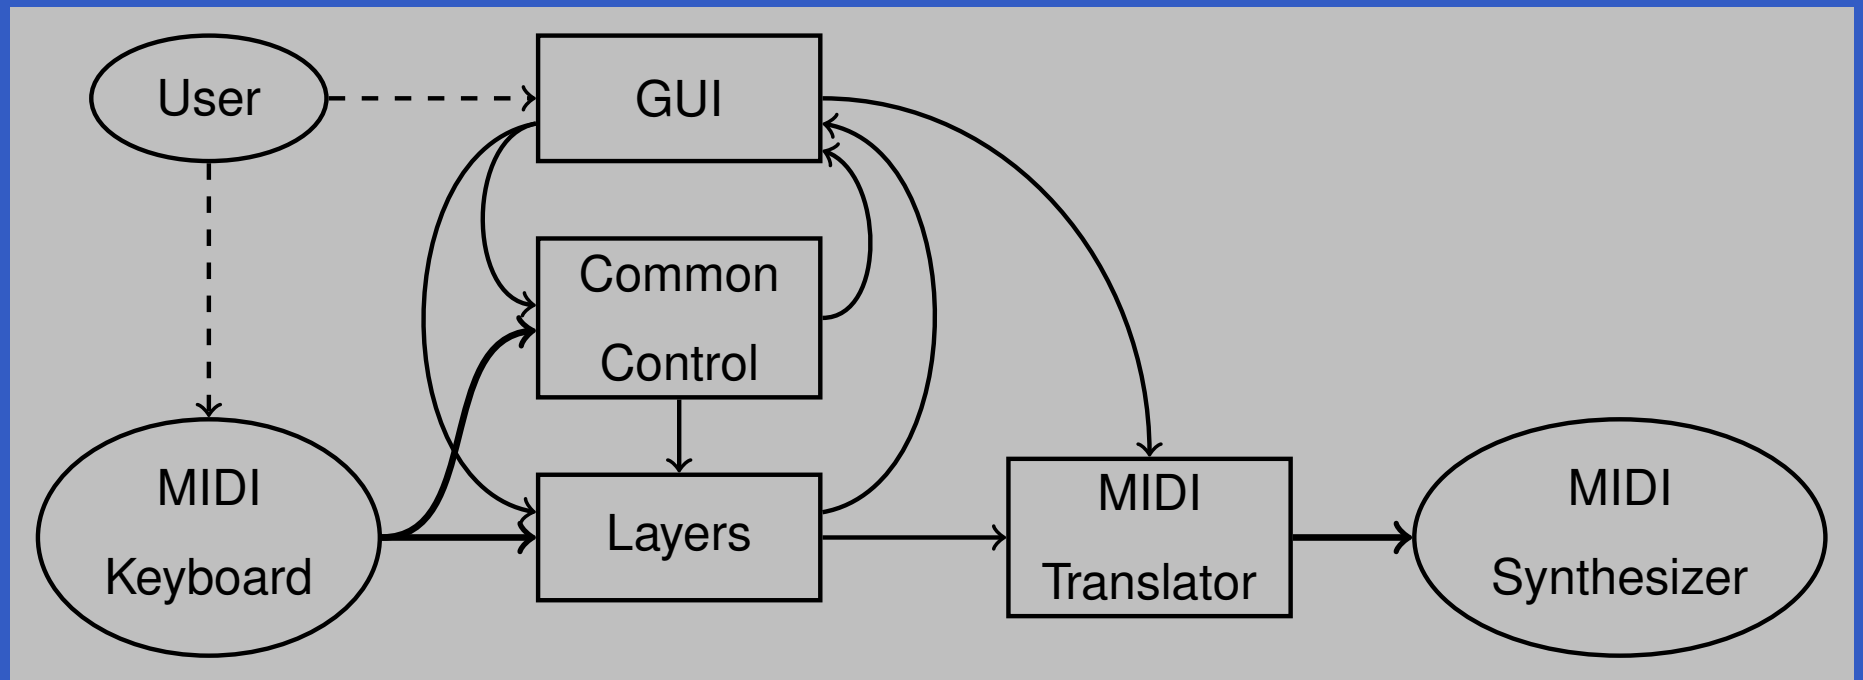 User
GUI
Common
Control
MIDI
Keyboard
Layers
MIDI
Translator
MIDI
Synthesizer